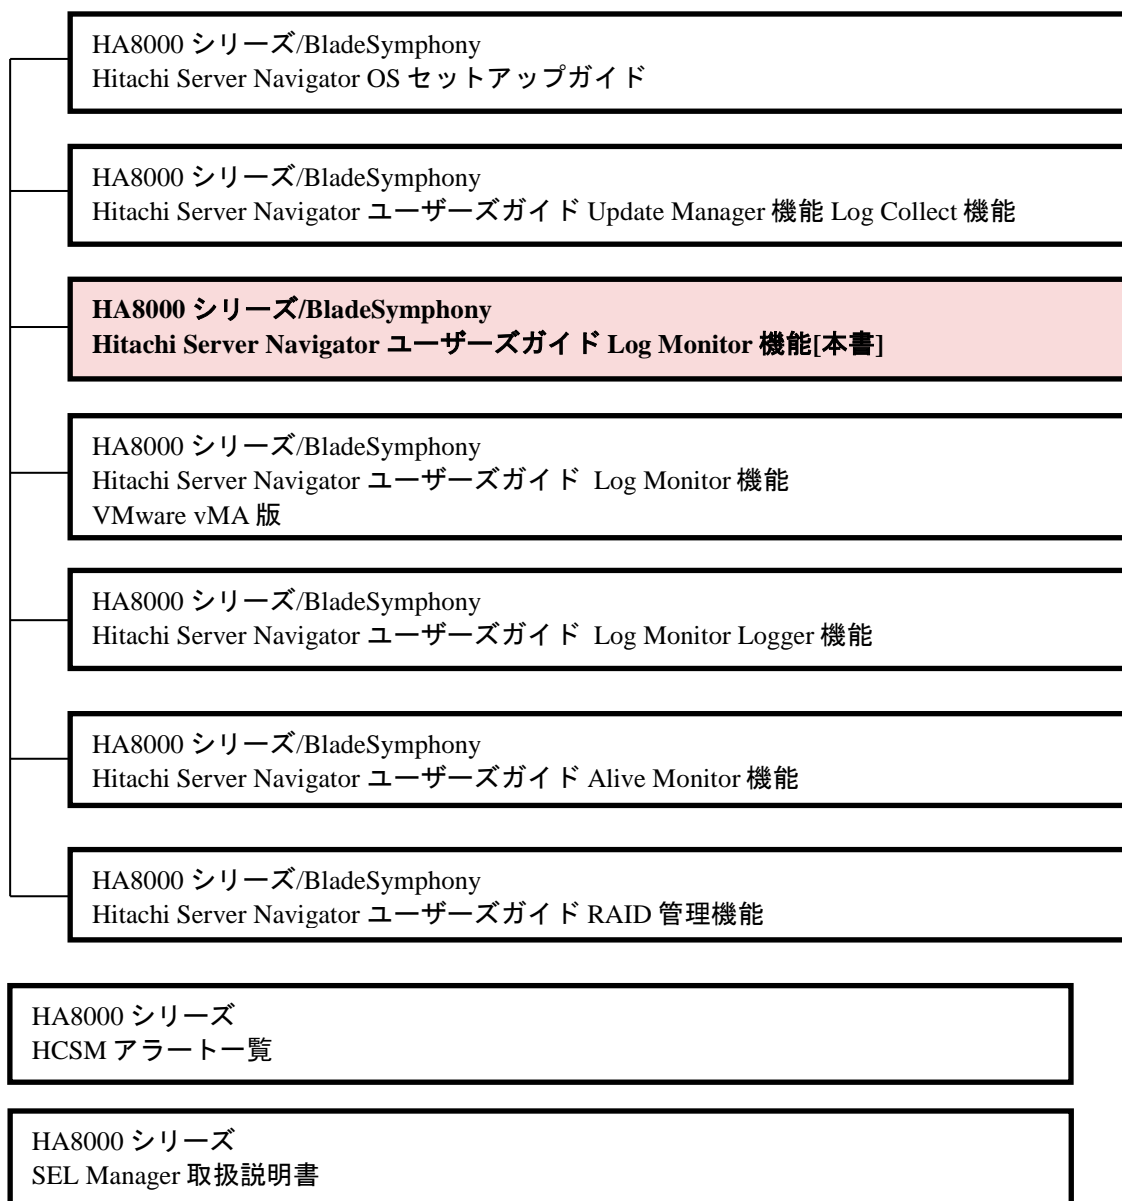 HA8000 シリーズ/BladeSymphony
Hitachi Server Navigator OS セットアップガイド
HA8000 シリーズ/BladeSymphony
Hitachi Server Navigator ユーザーズガイド Update Manager 機能 Log Collect 機能
HA8000 シリーズ/BladeSymphony
Hitachi Server Navigator ユーザーズガイド Log Monitor 機能[本書]
HA8000 シリーズ/BladeSymphony
Hitachi Server Navigator ユーザーズガイド Log Monitor 機能
VMware vMA 版
HA8000 シリーズ/BladeSymphony
Hitachi Server Navigator ユーザーズガイド Log Monitor Logger 機能
HA8000 シリーズ/BladeSymphony
Hitachi Server Navigator ユーザーズガイド Alive Monitor 機能
HA8000 シリーズ/BladeSymphony
Hitachi Server Navigator ユーザーズガイド RAID 管理機能
HA8000 シリーズ
HCSM アラート一覧
HA8000 シリーズ
SEL Manager 取扱説明書